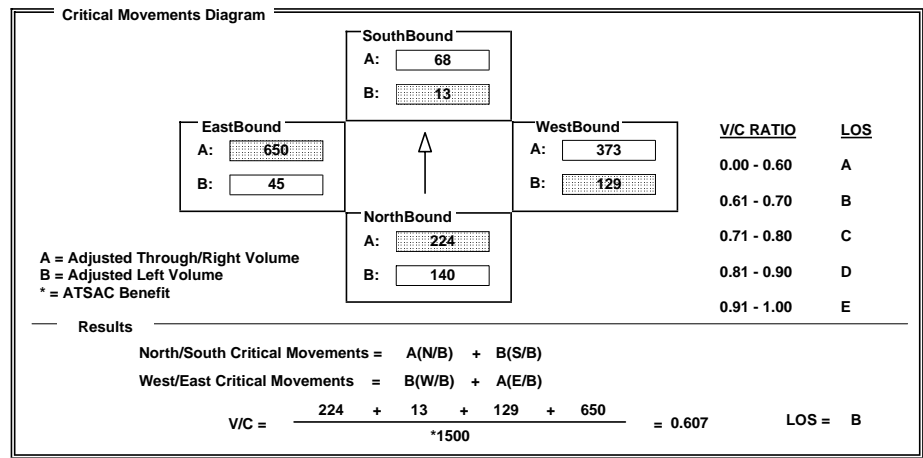 Critical Movements Diagram
SouthBound
A: 68
B: 13
EastBound
A: 650
B: 45
WestBound
A: 373
B: 129
NorthBound
A: 224
B: 140
V/C RATIO LOS
0.00 - 0.60 A
0.61 - 0.70 B
0.71 - 0.80 C
0.81 - 0.90 D
0.91 - 1.00 E
A = Adjusted Through/Right Volume
B = Adjusted Left Volume
* = ATSAC Benefit
Results
North/South Critical Movements = A(N/B) + B(S/B)
West/East Critical Movements = B(W/B) + A(E/B)
224 + 13 + 129 + 650
V/C = = 0.607 LOS = B
*1500